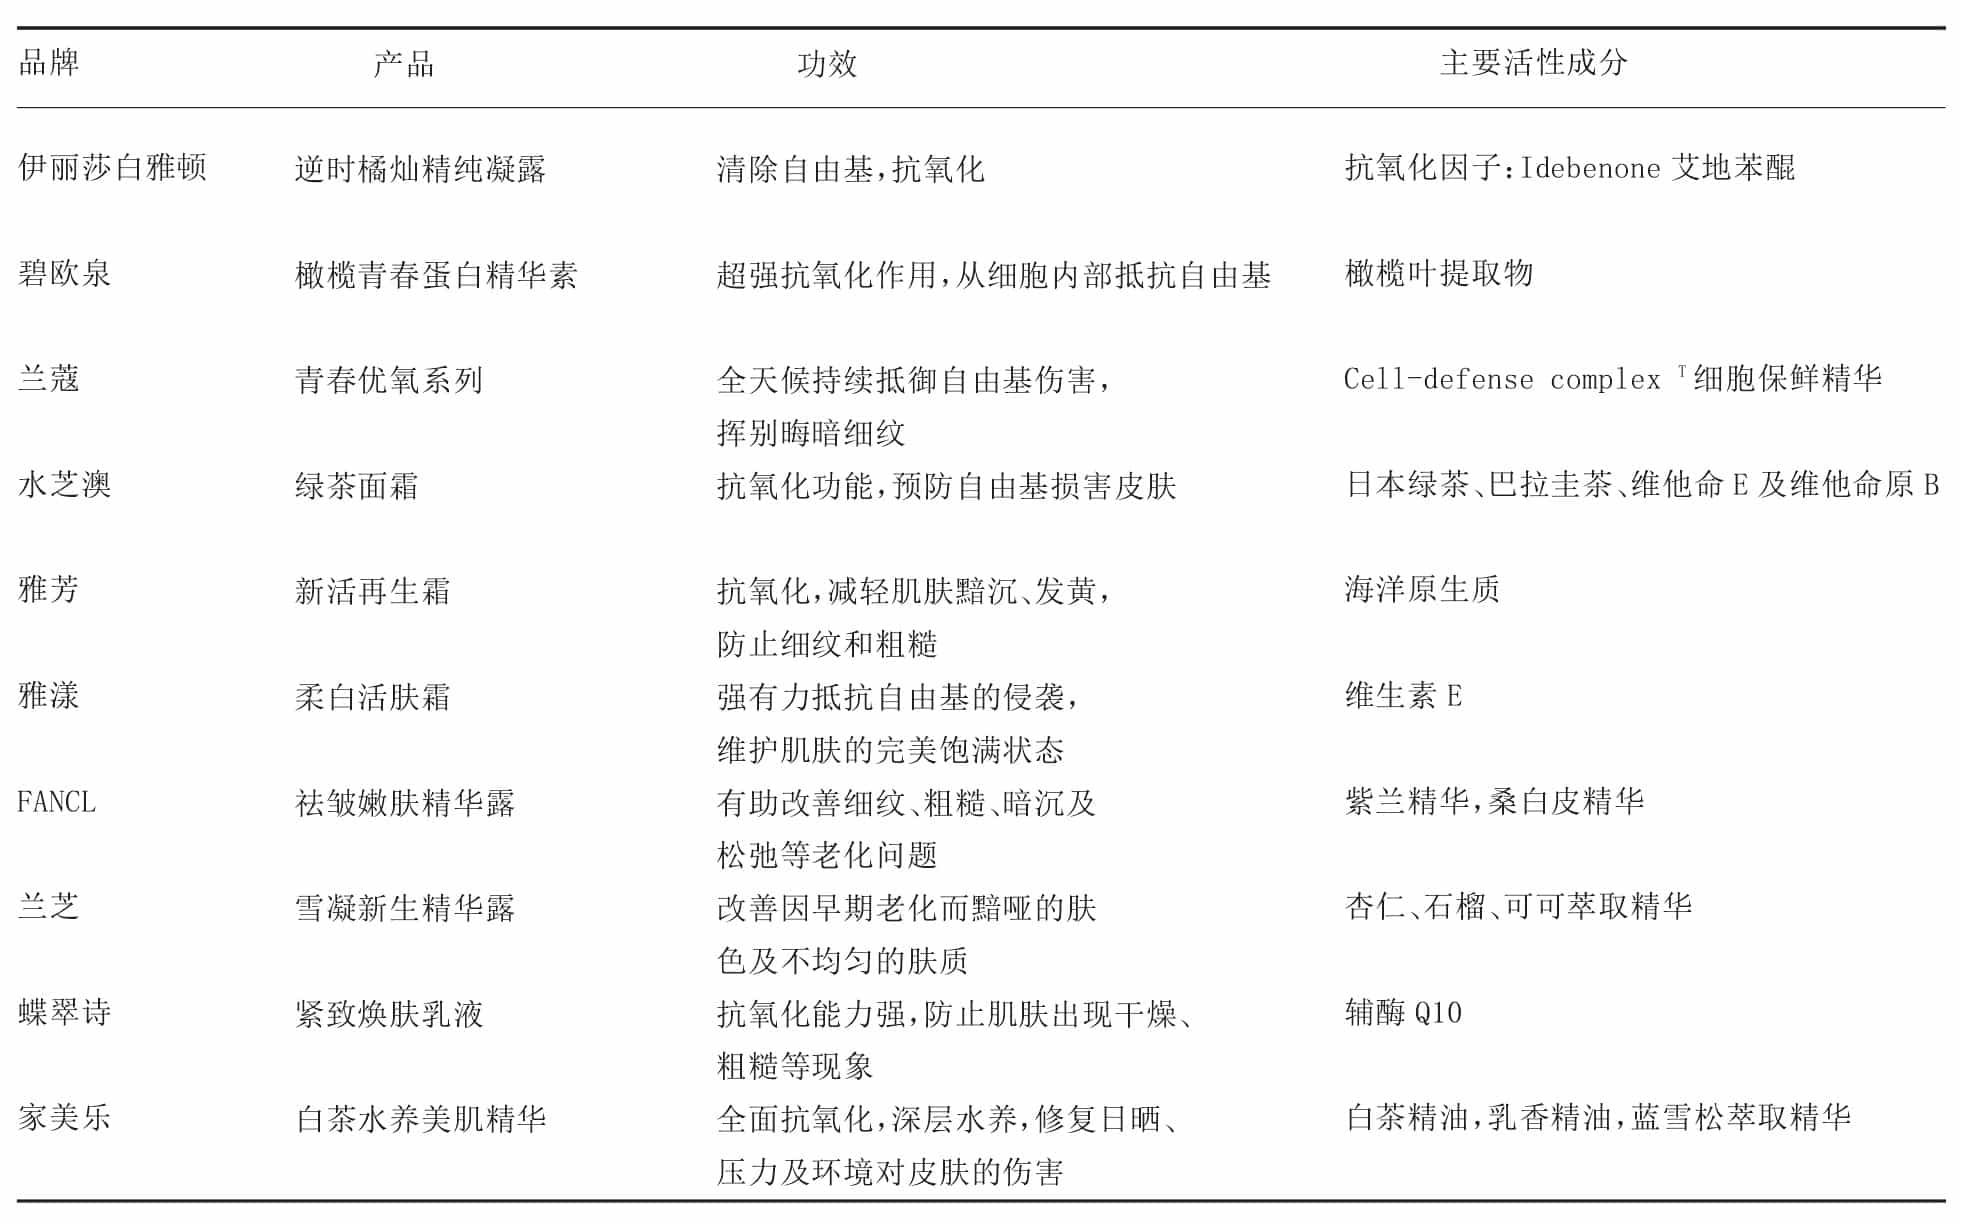 品牌 产品 功效 主要活性成分
伊丽莎白雅顿 逆时橘灿精纯凝露 清除自由基,抗氧化 抗氧化因子:Idebenone 艾地苯醌
碧欧泉 橄榄青春蛋白精华素 超强抗氧化作用,从细胞内部抵抗自由基 橄榄叶提取物
兰蔻 青春优氧系列 全天候持续抵御自由基伤害, Cell-defense complex T 细胞保鲜精华
挥别晦暗细纹
水芝澳 绿茶面霜 抗氧化功能,预防自由基损害皮肤 日本绿茶、巴拉圭茶、维他命 E 及维他命原 B
雅芳 新活再生霜 抗氧化,减轻肌肤黯沉、发黄, 海洋原生质
防止细纹和粗糙
雅漾 柔白活肤霜 强有力抵抗自由基的侵袭, 维生素 E
维护肌肤的完美饱满状态
FANCL 祛皱嫩肤精华露 有助改善细纹、粗糙、暗沉及 紫兰精华,桑白皮精华
松弛等老化问题
兰芝 雪凝新生精华露 改善因早期老化而黯哑的肤 杏仁、石榴、可可萃取精华
色及不均匀的肤质
蝶翠诗 紧致焕肤乳液 抗氧化能力强,防止肌肤出现干燥、 辅酶 Q10
粗糙等现象
家美乐 白茶水养美肌精华 全面抗氧化,深层水养,修复日晒、 白茶精油,乳香精油,蓝雪松萃取精华
压力及环境对皮肤的伤害